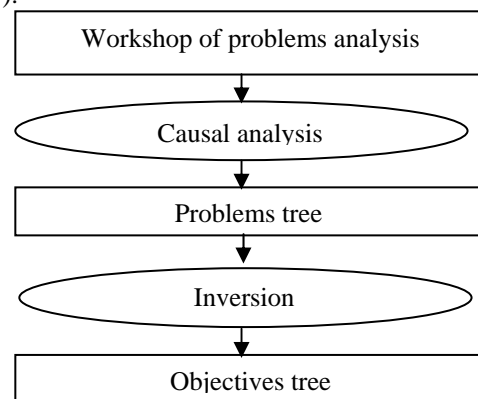 ).
Workshop of problems analysis
Causal analysis
Problems tree
Inversion
Objectives tree